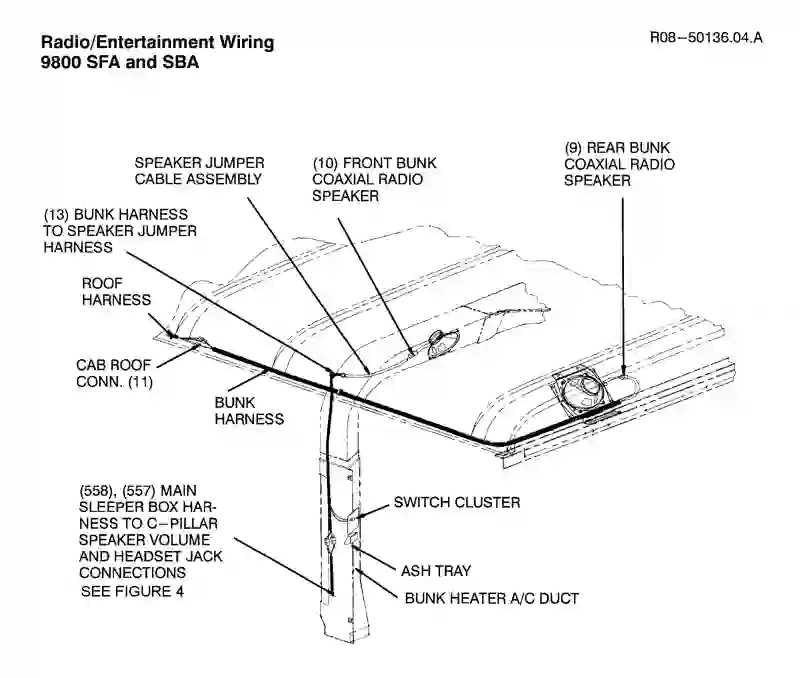 Radio/Entertainment Wiring
9800 SFA and SBA
R08-50136.04.A
SPEAKER JUMPER
CABLE ASSEMBLY
(10) FRONT BUNK
COAXIAL RADIO
SPEAKER
(9) REAR BUNK
COAXIAL RADIO
SPEAKER
(13) BUNK HARNESS
TO SPEAKER JUMPER
HARNESS
ROOF
HARNESS
CAB ROOF
CONN. (11)
BUNK
HARNESS
(558), (557) MAIN
SLEEPER BOX HAR-
NESS TO C-PILLAR
SPEAKER VOLUME
AND HEADSET JACK
CONNECTIONS
SEE FIGURE 4
SWITCH CLUSTER
ASH TRAY
BUNK HEATER A/C DUCT